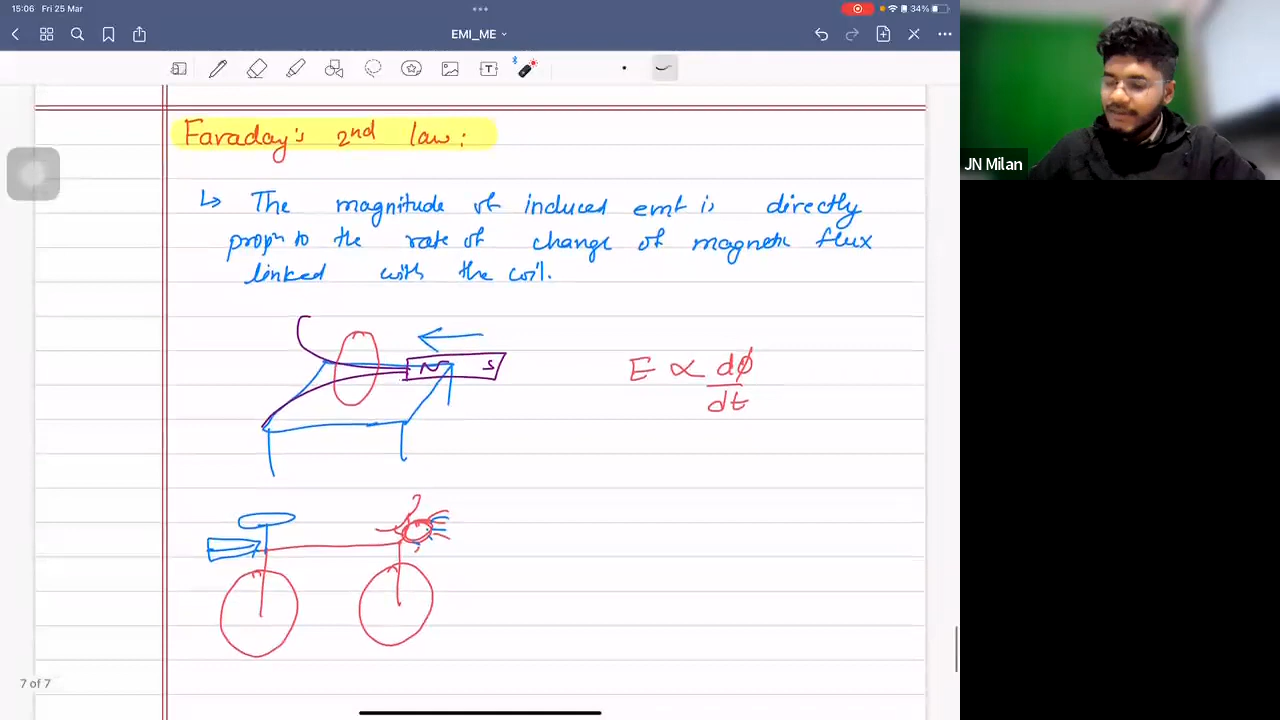 15:06 Fri 25 Mar
34%
EMI_ME
JN Milan
Faraday's 2nd law:
↳ The magnitude of induced emf is directly
propⁿ to the rate of change of magnetic flux
linked with the coil.
N S
E ∝ dϕ
dt
7 of 7